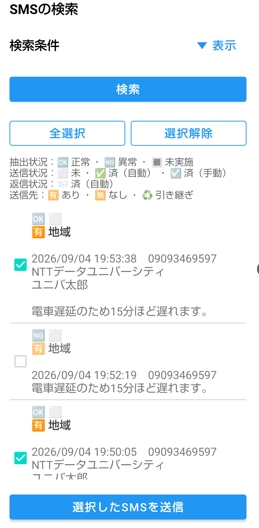 SMSの検索
検索条件 ▼ 表示
検索
全選択 選択解除
抽出状況：🆗 正常 ・ 🆖 異常 ・ 🔳 未実施
送信状況：⬜ 未 ・ ✅ 済（自動） ・ ☑️ 済（手動）
返信状況：📨 済（自動）
送信先：🈶 あり ・ 🈚 なし ・ ♻️ 引き継ぎ
🆗 ⬜
🈶 地域
2026/09/04 19:53:38 09093469597
NTTデータユニバーシティ
ユニバ太郎
電車遅延のため15分ほど遅れます。
🆖 ⬜
🈶 地域
2026/09/04 19:52:19 09093469597
電車遅延のため15分ほど遅れます。
🆗 ⬜
🈶 地域
2026/09/04 19:50:05 09093469597
NTTデータユニバーシティ
ユニバ太郎
選択したSMSを送信